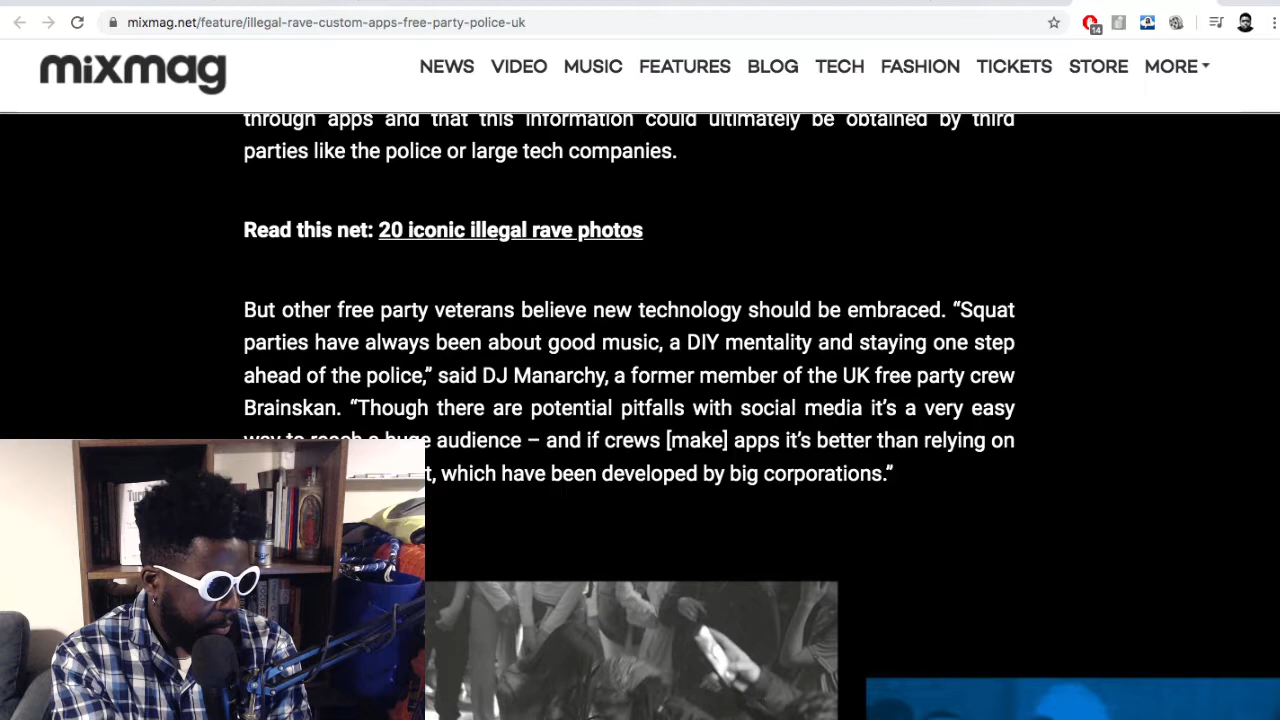 mixmag.net/feature/illegal-rave-custom-apps-free-party-police-uk
14
mixmag
NEWS VIDEO MUSIC FEATURES BLOG TECH FASHION TICKETS STORE MORE
through apps and that this information could ultimately be obtained by third
parties like the police or large tech companies.
Read this net: 20 iconic illegal rave photos
But other free party veterans believe new technology should be embraced. “Squat
parties have always been about good music, a DIY mentality and staying one step
ahead of the police,” said DJ Manarchy, a former member of the UK free party crew
Brainskan. “Though there are potential pitfalls with social media it’s a very easy
way to reach a huge audience – and if crews [make] apps it’s better than relying on
which have been developed by big corporations.”